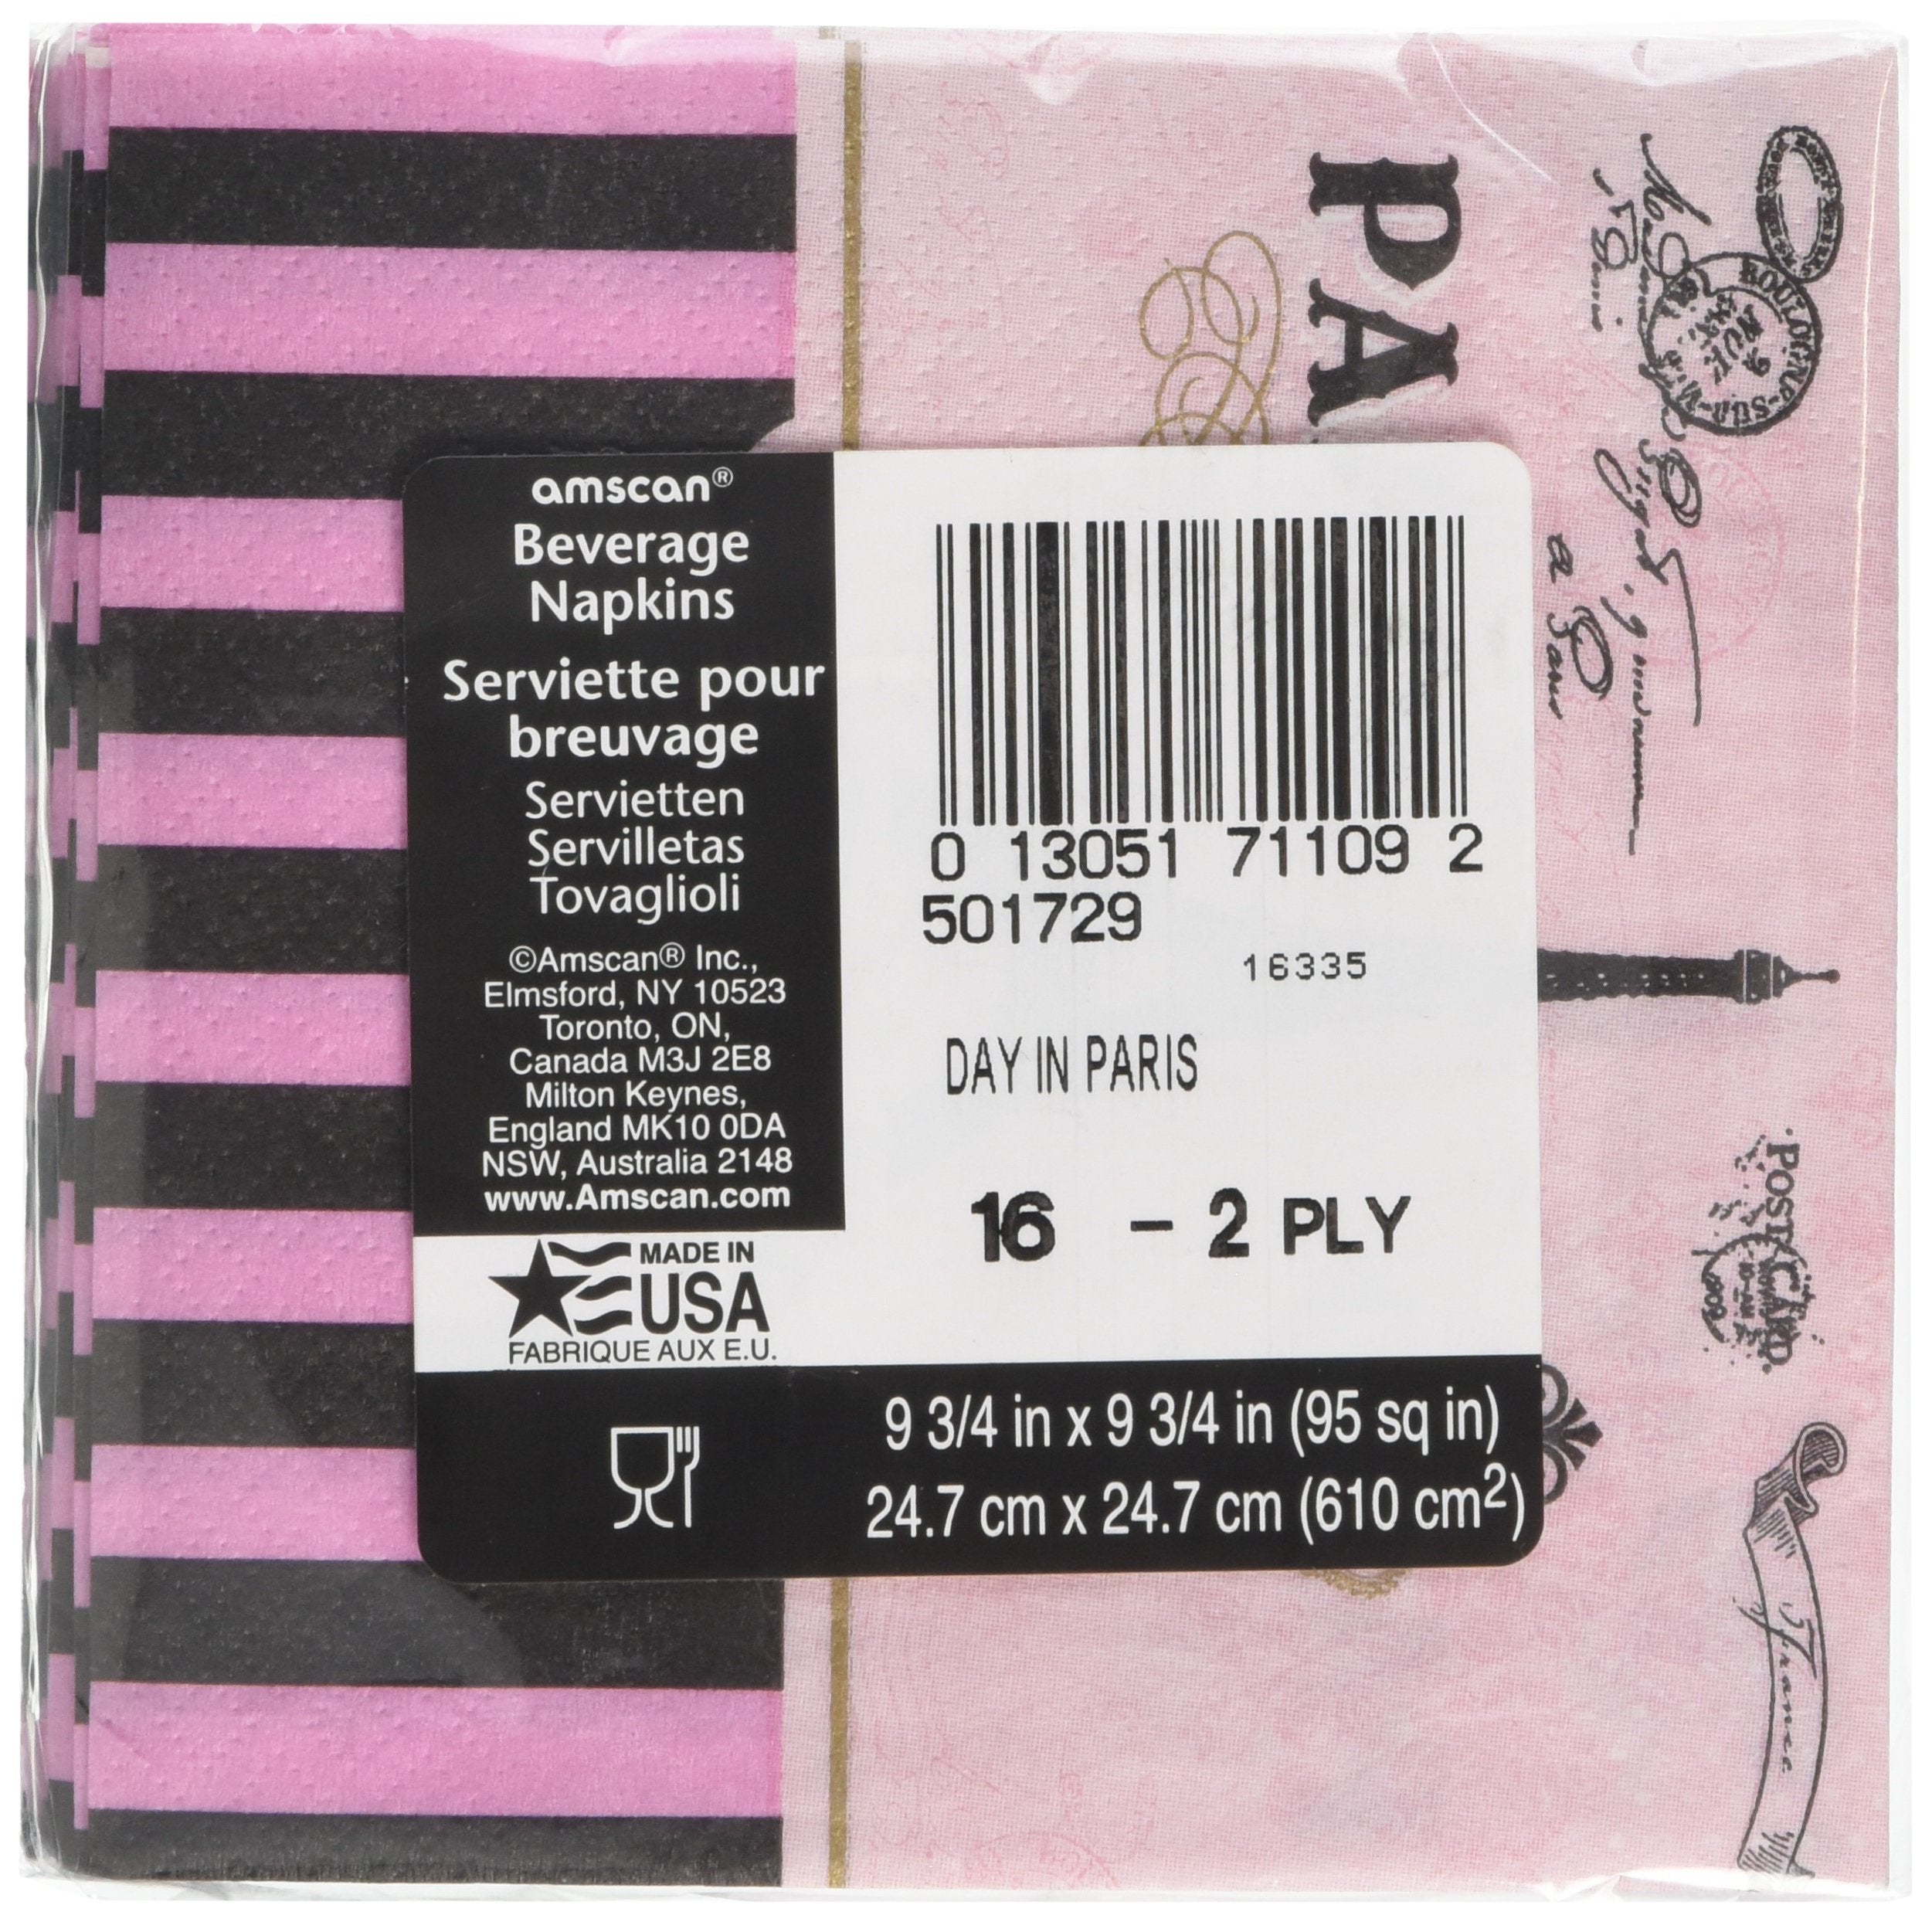 amscan®
Beverage
Napkins
Serviette pour
breuvage
Servietten
Servilletas
Tovaglioli
©Amscan® Inc.,
Elmsford, NY 10523
Toronto, ON,
Canada M3J 2E8
Milton Keynes,
England MK10 0DA
NSW, Australia 2148
www.Amscan.com
MADE IN
USA
FABRIQUE AUX E.U.
0 13051 71109 2
501729
16335
DAY IN PARIS
16 - 2 PLY
9 3/4 in x 9 3/4 in (95 sq in)
24.7 cm x 24.7 cm (610 cm²)
PA
POST CARD.
France